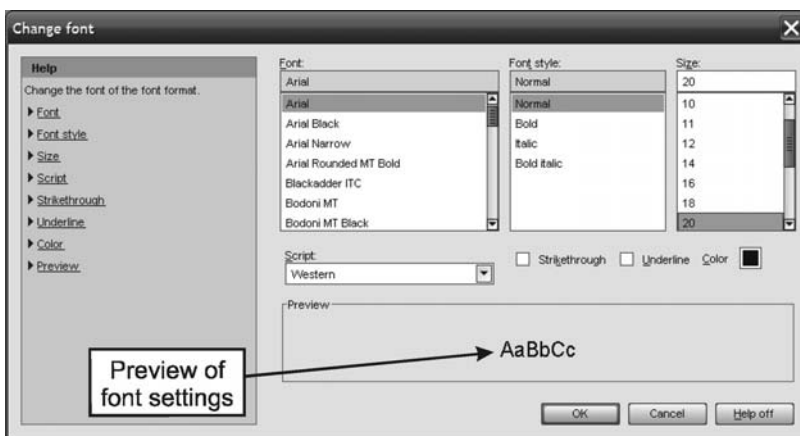 Change font
Help
Change the font of the font format.
Font
Font style
Size
Script
Strikethrough
Underline
Color
Preview
Font:
Arial
Arial
Arial Black
Arial Narrow
Arial Rounded MT Bold
Blackadder ITC
Bodoni MT
Bodoni MT Black
Font style:
Normal
Normal
Bold
Italic
Bold italic
Size:
20
10
11
12
14
16
18
20
Script:
Western
Strikethrough
Underline
Color
Preview
AaBbCc
Preview of
font settings
OK
Cancel
Help off